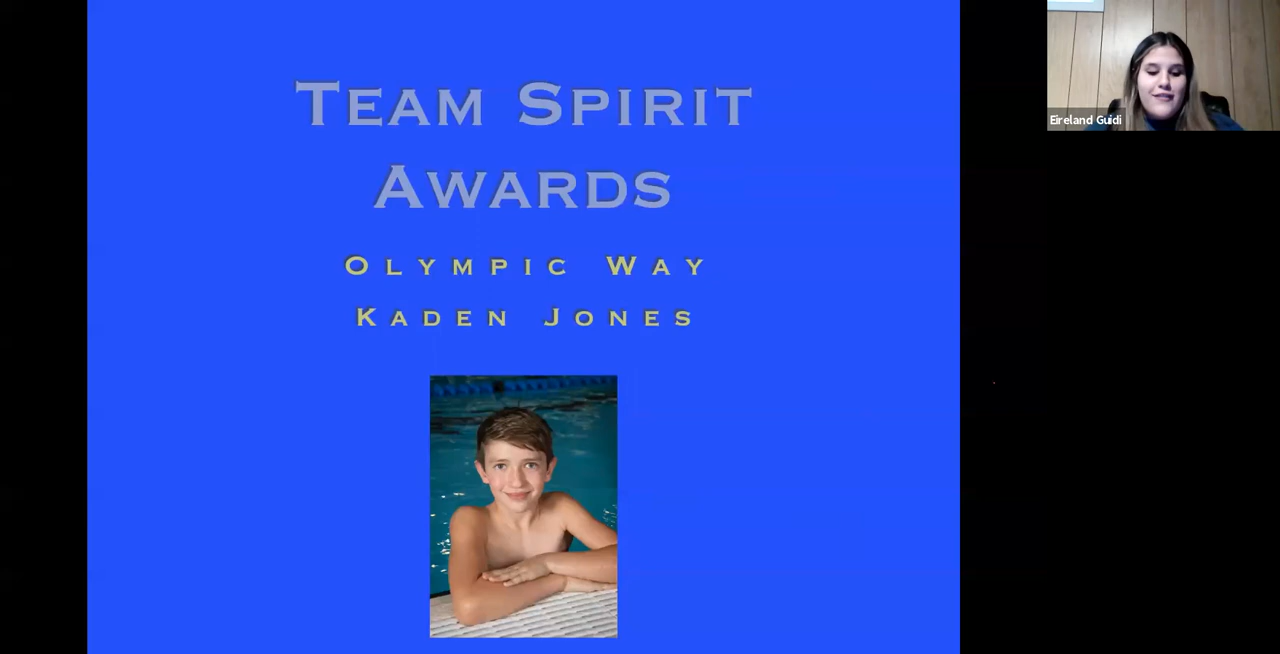 Team Spirit
Awards
Olympic Way
Kaden Jones
Eireland Guidi